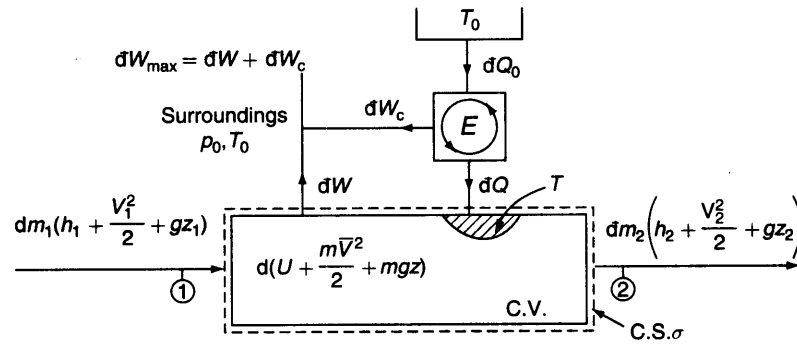 T₀
đW_max = đW + đW_c
đQ₀
đW_c
E
Surroundings
p₀, T₀
đW
đQ
T
dm₁(h₁ + V₁²/2 + gz₁)
đm₂(h₂ + V₂²/2 + gz₂)
d(U + mV̅²/2 + mgz)
1
2
C.V.
C.S.σ